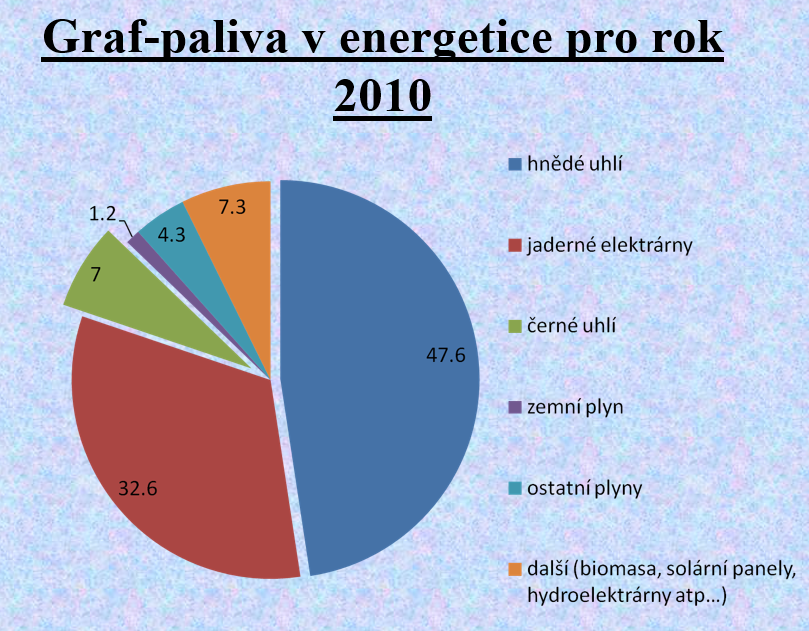 Graf-paliva v energetice pro rok
2010
hnědé uhlí
jaderné elektrárny
černé uhlí
zemní plyn
ostatní plyny
další (biomasa, solární panely,
hydroelektrárny atp...)
1.2
4.3
7.3
7
47.6
32.6